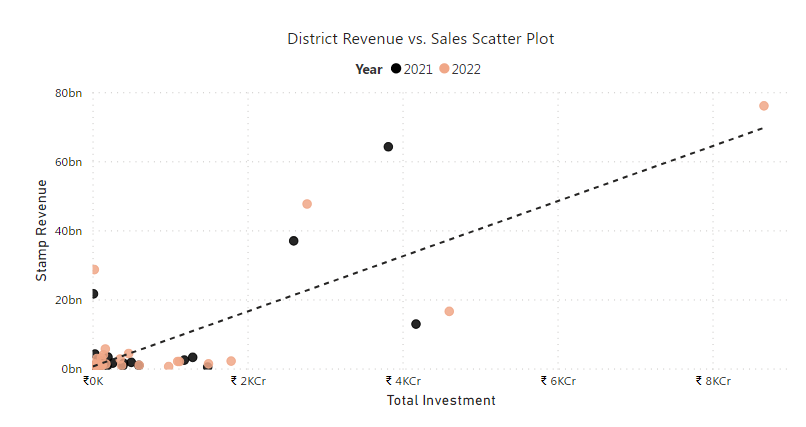 District Revenue vs. Sales Scatter Plot
Year 2021 2022
80bn
60bn
40bn
20bn
0bn
Stamp Revenue
₹0K ₹ 2KCr ₹ 4KCr ₹ 6KCr ₹ 8KCr
Total Investment